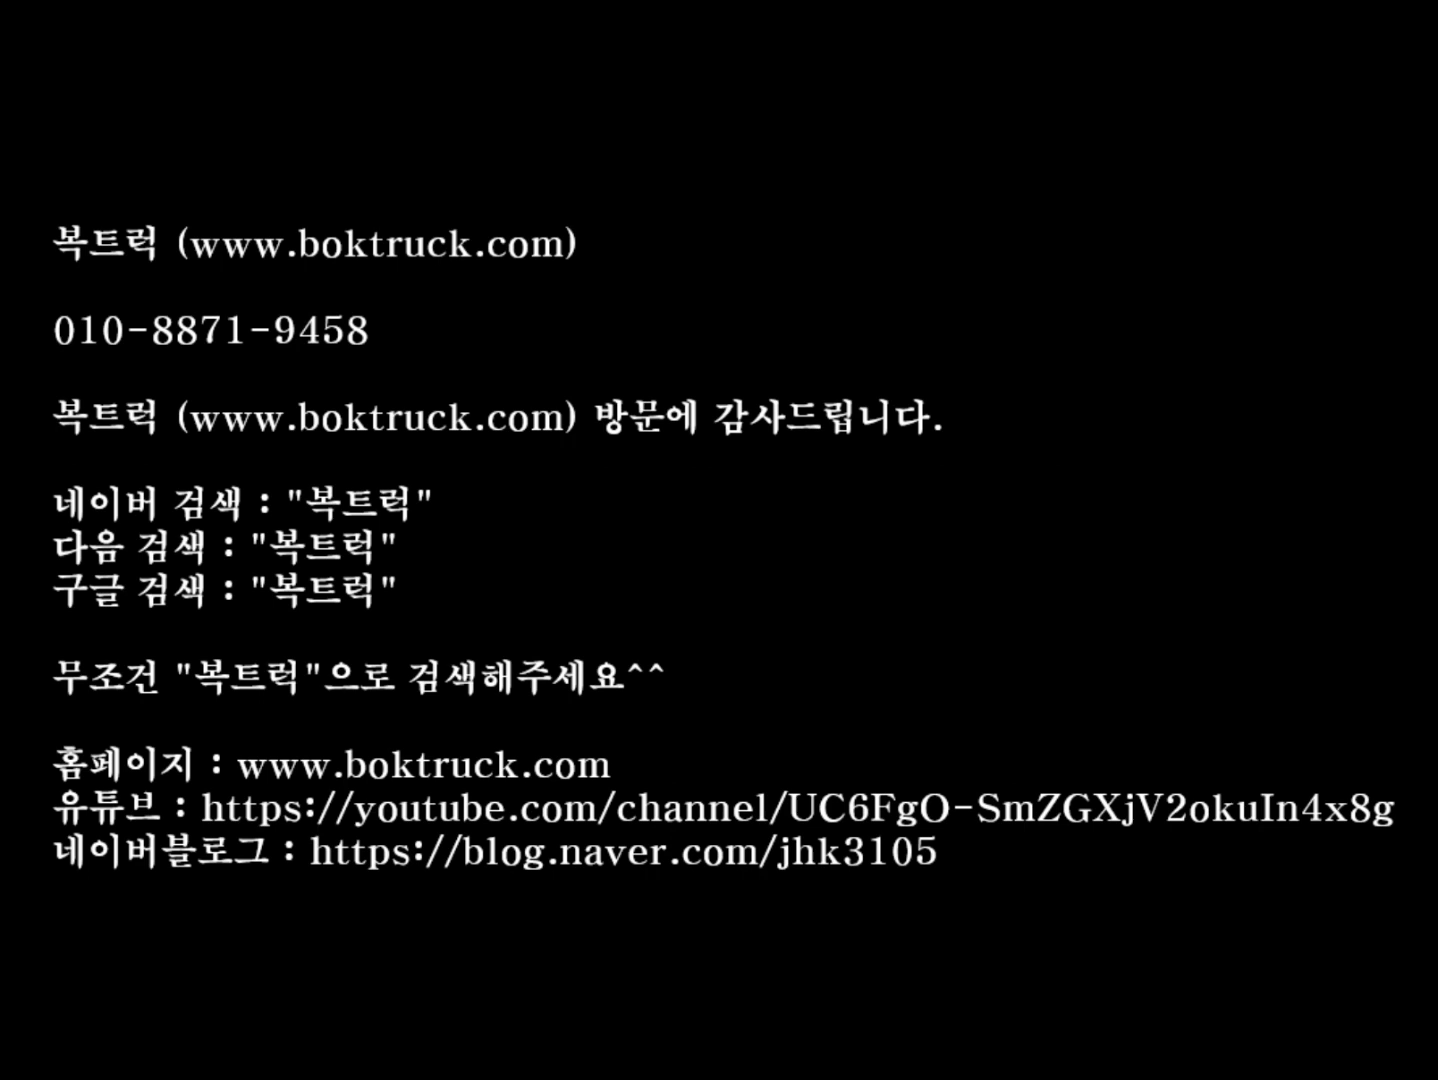 복트럭 (www.boktruck.com)
010-8871-9458
복트럭 (www.boktruck.com) 방문에 감사드립니다.
네이버 검색 : "복트럭"
다음 검색 : "복트럭"
구글 검색 : "복트럭"
무조건 "복트럭"으로 검색해주세요^^
홈페이지 : www.boktruck.com
유튜브 : https://youtube.com/channel/UC6FgO-SmZGXjV2okuIn4x8g
네이버블로그 : https://blog.naver.com/jhk3105